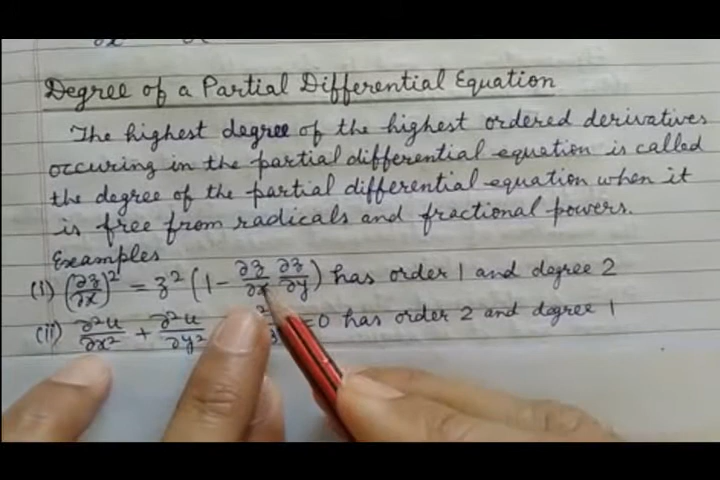 Degree of a Partial Differential Equation
The highest degree of the highest ordered derivatives
occuring in the partial differential equation is called
the degree of the partial differential equation when it
is free from radicals and fractional powers.
Examples
(i) (∂z/∂x)² = z² (1 - ∂z/∂x ∂z/∂y) has order 1 and degree 2
(ii) ∂²u/∂x² + ∂²u/∂y² =0 has order 2 and degree 1